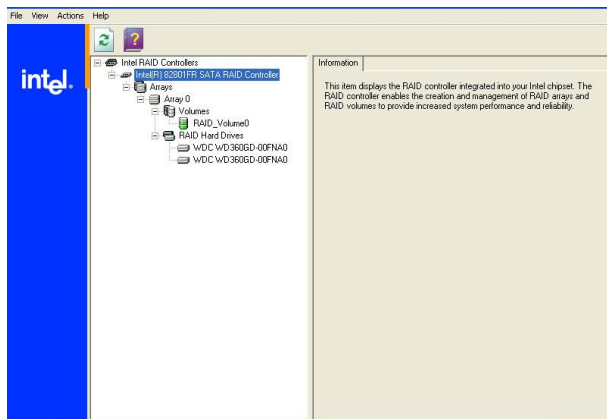 File View Actions Help
intel.
Intel RAID Controllers
Intel(R) 82801FR SATA RAID Controller
Arrays
Array 0
Volumes
RAID_Volume0
RAID Hard Drives
WDC WD360GD-00FNA0
WDC WD360GD-00FNA0
Information
This item displays the RAID controller integrated into your Intel chipset. The
RAID controller enables the creation and management of RAID arrays and
RAID volumes to provide increased system performance and reliability.